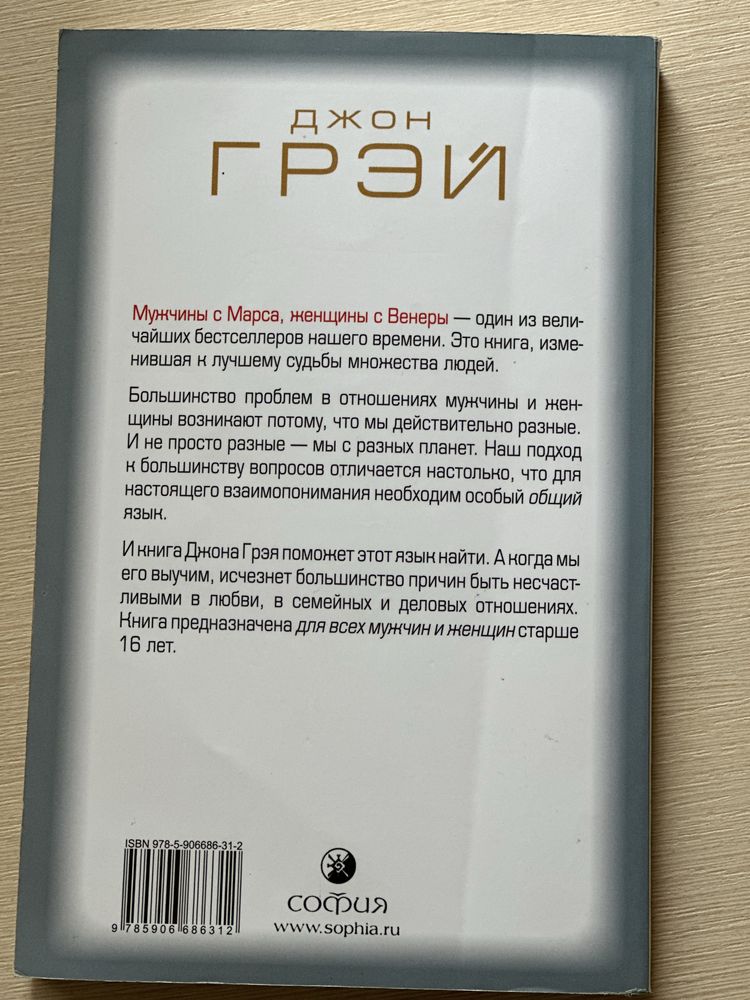 ДЖОН
ГРЭЙ
Мужчины с Марса, женщины с Венеры — один из вели-
чайших бестселлеров нашего времени. Это книга, изме-
нившая к лучшему судьбы множества людей.
Большинство проблем в отношениях мужчины и жен-
щины возникают потому, что мы действительно разные.
И не просто разные — мы с разных планет. Наш подход
к большинству вопросов отличается настолько, что для
настоящего взаимопонимания необходим особый общий
язык.
И книга Джона Грэя поможет этот язык найти. А когда мы
его выучим, исчезнет большинство причин быть несчаст-
ливыми в любви, в семейных и деловых отношениях.
Книга предназначена для всех мужчин и женщин старше
16 лет.
ISBN 978-5-906686-31-2
9 785906 686312
СОФИЯ
www.sophia.ru